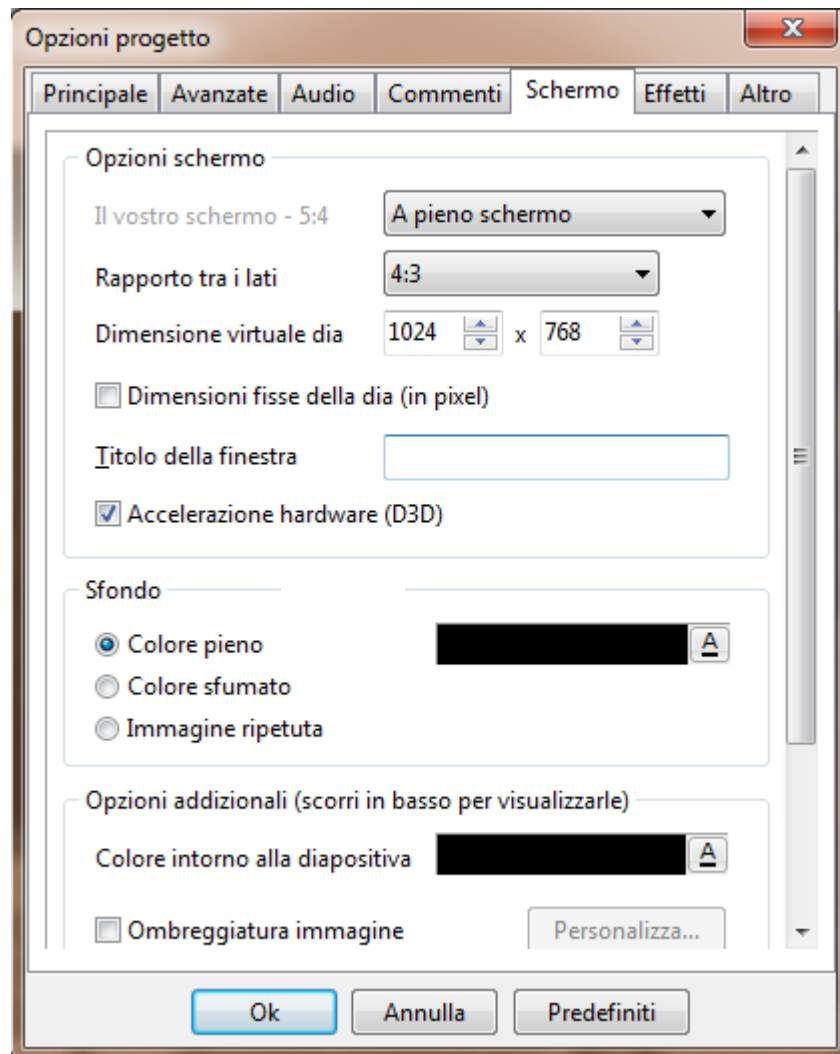 Opzioni progetto
Principale Avanzate Audio Commenti Schermo Effetti Altro
Opzioni schermo
Il vostro schermo - 5:4 A pieno schermo
Rapporto tra i lati 4:3
Dimensione virtuale dia 1024 x 768
Dimensioni fisse della dia (in pixel)
Titolo della finestra
Accelerazione hardware (D3D)
Sfondo
Colore pieno A
Colore sfumato
Immagine ripetuta
Opzioni addizionali (scorri in basso per visualizzarle)
Colore intorno alla diapositiva A
Ombreggiatura immagine Personalizza...
Ok Annulla Predefiniti